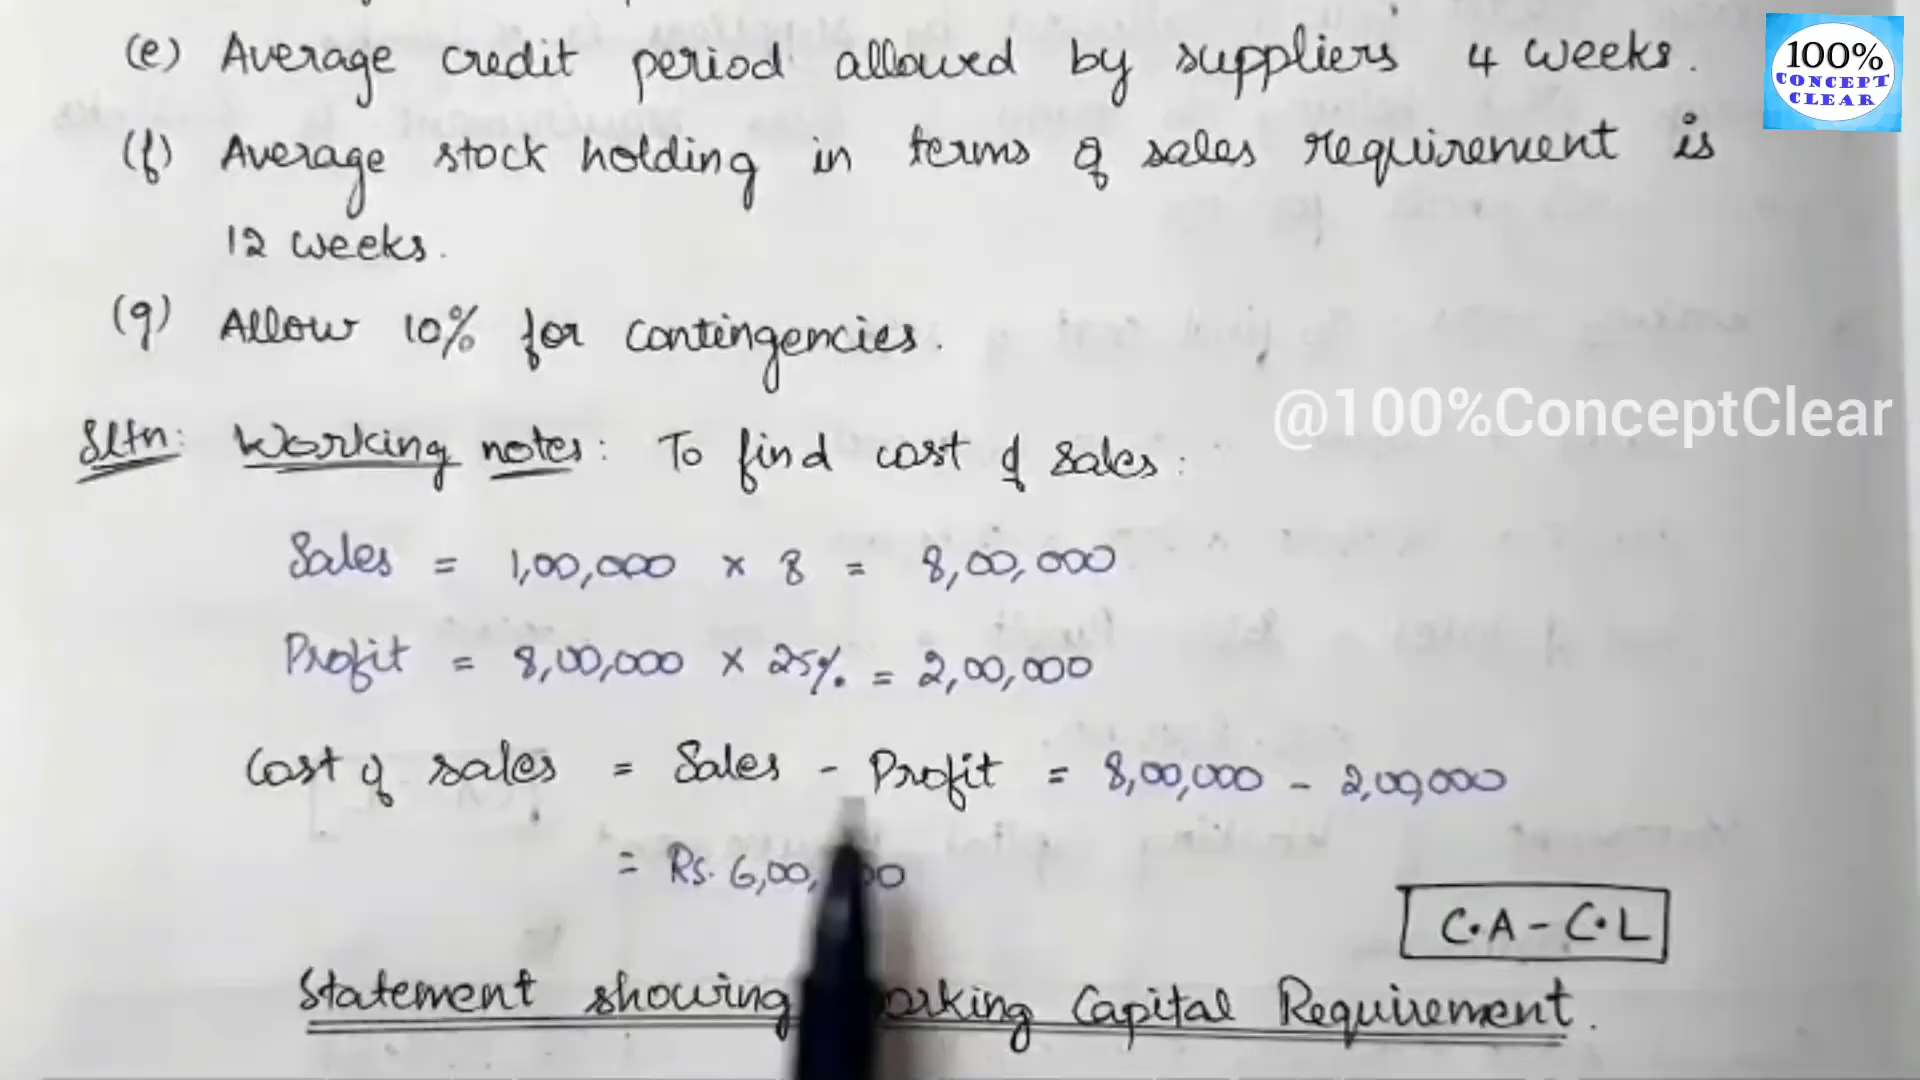 (e) Average credit period allowed by suppliers 4 weeks.
100%
CONCEPT
CLEAR
(f) Average stock holding in terms of sales requirement is
12 weeks.
(g) Allow 10% for contingencies.
@100%ConceptClear
Sltn: Working notes: To find cost of sales:
Sales = 1,00,000 × 8 = 8,00,000
Profit = 8,00,000 × 25% = 2,00,000
Cost of sales = Sales - Profit = 8,00,000 - 2,00,000
= Rs. 6,00,
C.A - C.L
Statement showing Capital Requirement.